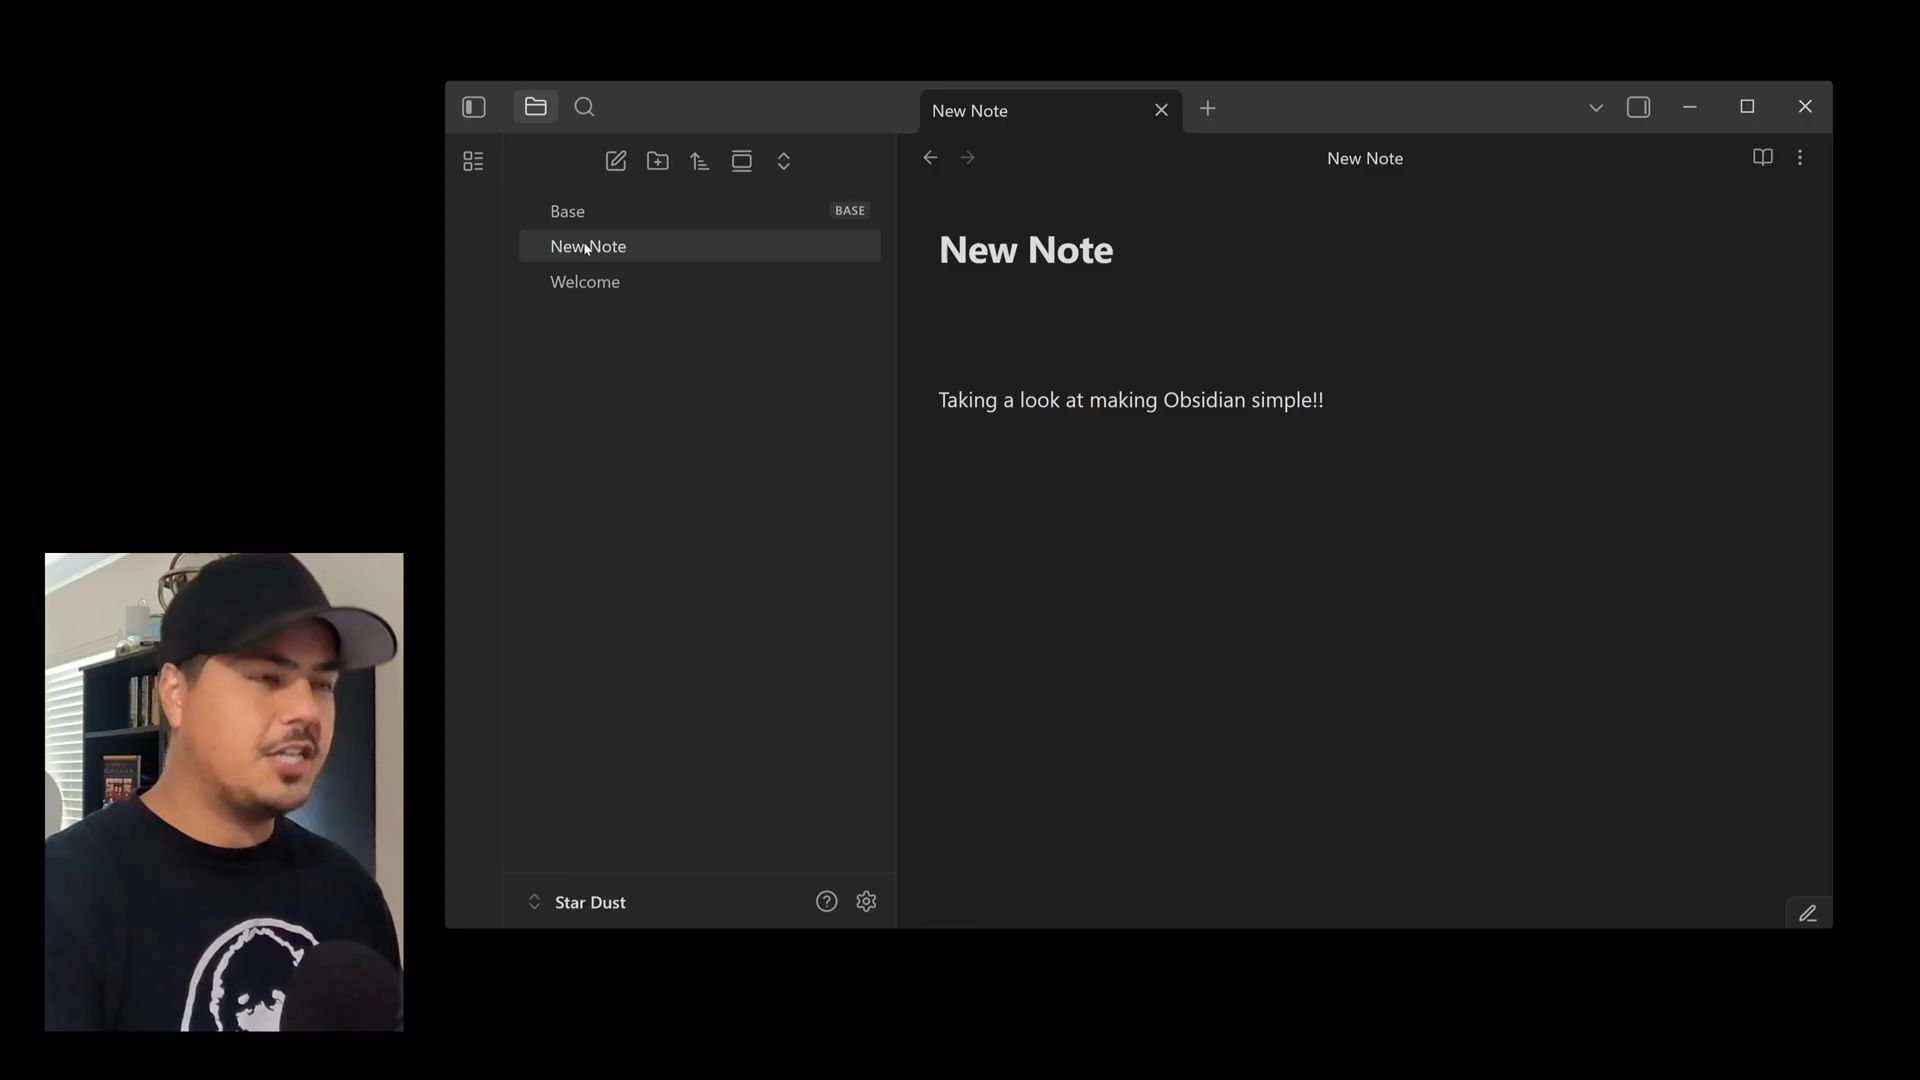 New Note
New Note
Base
BASE
New Note
Welcome
New Note
Taking a look at making Obsidian simple!!
Star Dust